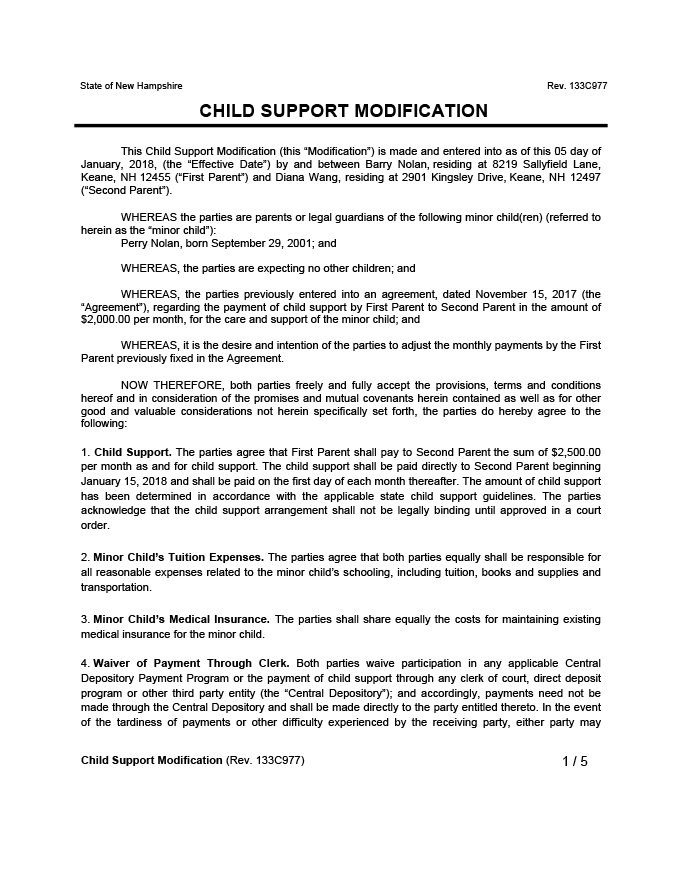 State of New Hampshire Rev. 133C977
CHILD SUPPORT MODIFICATION
This Child Support Modification (this “Modification”) is made and entered into as of this 05 day of
January, 2018, (the “Effective Date”) by and between Barry Nolan, residing at 8219 Sallyfield Lane,
Keane, NH 12455 (“First Parent”) and Diana Wang, residing at 2901 Kingsley Drive, Keane, NH 12497
(“Second Parent”).
WHEREAS the parties are parents or legal guardians of the following minor child(ren) (referred to
herein as the “minor child”):
Perry Nolan, born September 29, 2001; and
WHEREAS, the parties are expecting no other children; and
WHEREAS, the parties previously entered into an agreement, dated November 15, 2017 (the
“Agreement”), regarding the payment of child support by First Parent to Second Parent in the amount of
$2,000.00 per month, for the care and support of the minor child; and
WHEREAS, it is the desire and intention of the parties to adjust the monthly payments by the First
Parent previously fixed in the Agreement.
NOW THEREFORE, both parties freely and fully accept the provisions, terms and conditions
hereof and in consideration of the promises and mutual covenants herein contained as well as for other
good and valuable considerations not herein specifically set forth, the parties do hereby agree to the
following:
1. Child Support. The parties agree that First Parent shall pay to Second Parent the sum of $2,500.00
per month as and for child support. The child support shall be paid directly to Second Parent beginning
January 15, 2018 and shall be paid on the first day of each month thereafter. The amount of child support
has been determined in accordance with the applicable state child support guidelines. The parties
acknowledge that the child support arrangement shall not be legally binding until approved in a court
order.
2. Minor Child’s Tuition Expenses. The parties agree that both parties equally shall be responsible for
all reasonable expenses related to the minor child’s schooling, including tuition, books and supplies and
transportation.
3. Minor Child’s Medical Insurance. The parties shall share equally the costs for maintaining existing
medical insurance for the minor child.
4. Waiver of Payment Through Clerk. Both parties waive participation in any applicable Central
Depository Payment Program or the payment of child support through any clerk of court, direct deposit
program or other third party entity (the “Central Depository”); and accordingly, payments need not be
made through the Central Depository and shall be made directly to the party entitled thereto. In the event
of the tardiness of payments or other difficulty experienced by the receiving party, either party may
Child Support Modification (Rev. 133C977) 1 / 5